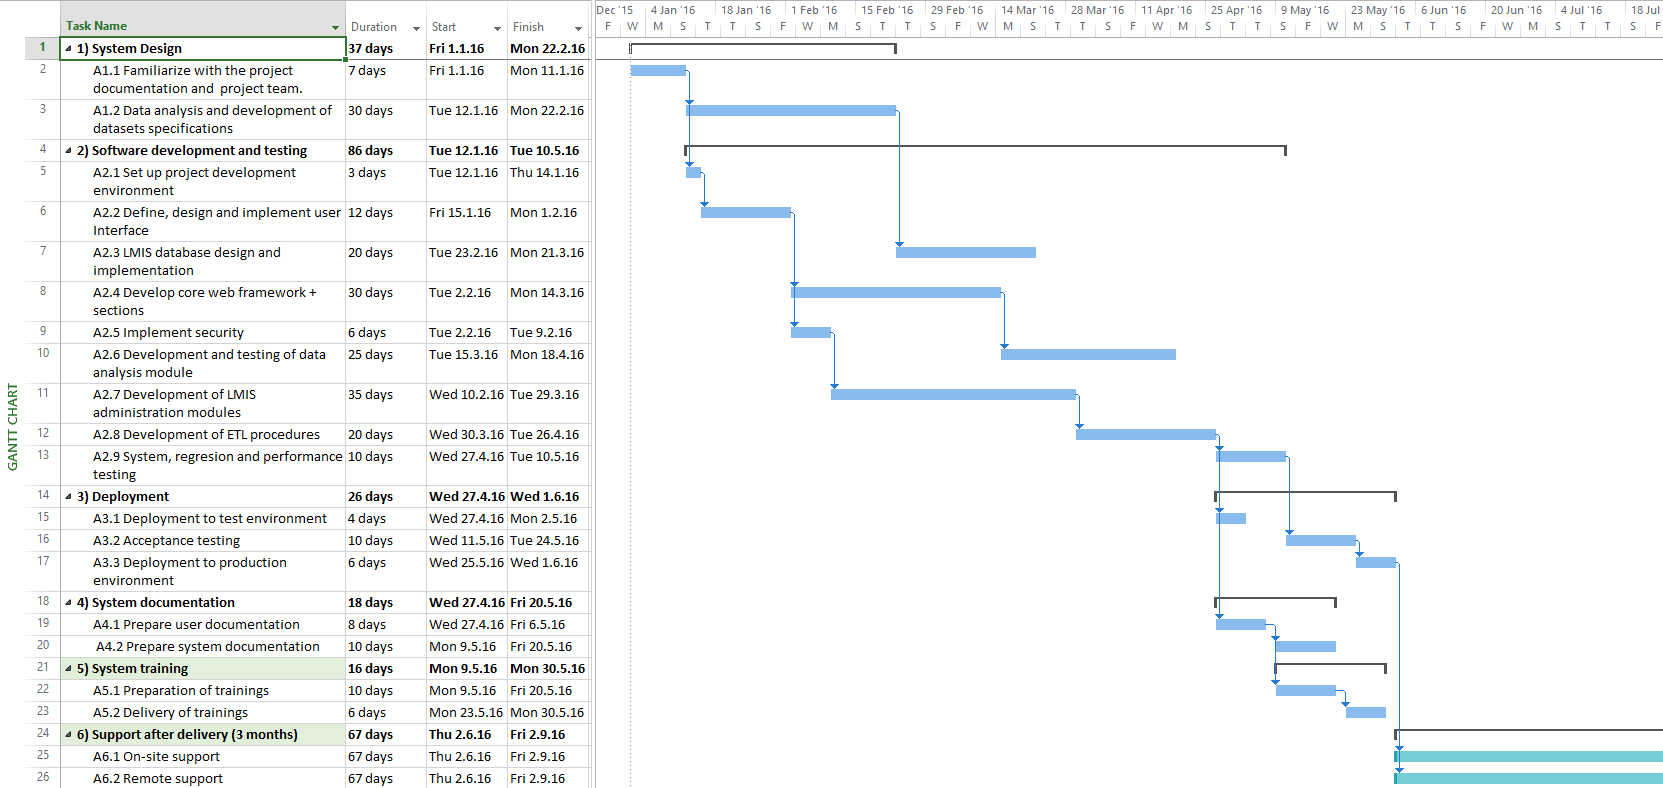 Task Name Duration Start Finish
Dec '15 4 Jan '16 18 Jan '16 1 Feb '16 15 Feb '16 29 Feb '16 14 Mar '16 28 Mar '16 11 Apr '16 25 Apr '16 9 May '16 23 May '16 6 Jun '16 20 Jun '16 4 Jul '16 18 Jul
F W M S T T S F W M S T T S F W M S T T S F W M S T T S F W M S T T S F W M S T T S F
1 1) System Design 37 days Fri 1.1.16 Mon 22.2.16
2 A1.1 Familiarize with the project 7 days Fri 1.1.16 Mon 11.1.16
documentation and project team.
3 A1.2 Data analysis and development of 30 days Tue 12.1.16 Mon 22.2.16
datasets specifications
4 2) Software development and testing 86 days Tue 12.1.16 Tue 10.5.16
5 A2.1 Set up project development 3 days Tue 12.1.16 Thu 14.1.16
environment
6 A2.2 Define, design and implement user 12 days Fri 15.1.16 Mon 1.2.16
Interface
7 A2.3 LMIS database design and 20 days Tue 23.2.16 Mon 21.3.16
implementation
8 A2.4 Develop core web framework + 30 days Tue 2.2.16 Mon 14.3.16
sections
9 A2.5 Implement security 6 days Tue 2.2.16 Tue 9.2.16
10 A2.6 Development and testing of data 25 days Tue 15.3.16 Mon 18.4.16
analysis module
11 A2.7 Development of LMIS 35 days Wed 10.2.16 Tue 29.3.16
administration modules
12 A2.8 Development of ETL procedures 20 days Wed 30.3.16 Tue 26.4.16
13 A2.9 System, regresion and performance 10 days Wed 27.4.16 Tue 10.5.16
testing
14 3) Deployment 26 days Wed 27.4.16 Wed 1.6.16
15 A3.1 Deployment to test environment 4 days Wed 27.4.16 Mon 2.5.16
16 A3.2 Acceptance testing 10 days Wed 11.5.16 Tue 24.5.16
17 A3.3 Deployment to production 6 days Wed 25.5.16 Wed 1.6.16
environment
18 4) System documentation 18 days Wed 27.4.16 Fri 20.5.16
19 A4.1 Prepare user documentation 8 days Wed 27.4.16 Fri 6.5.16
20 A4.2 Prepare system documentation 10 days Mon 9.5.16 Fri 20.5.16
21 5) System training 16 days Mon 9.5.16 Mon 30.5.16
22 A5.1 Preparation of trainings 10 days Mon 9.5.16 Fri 20.5.16
23 A5.2 Delivery of trainings 6 days Mon 23.5.16 Mon 30.5.16
24 6) Support after delivery (3 months) 67 days Thu 2.6.16 Fri 2.9.16
25 A6.1 On-site support 67 days Thu 2.6.16 Fri 2.9.16
26 A6.2 Remote support 67 days Thu 2.6.16 Fri 2.9.16
GANTT CHART